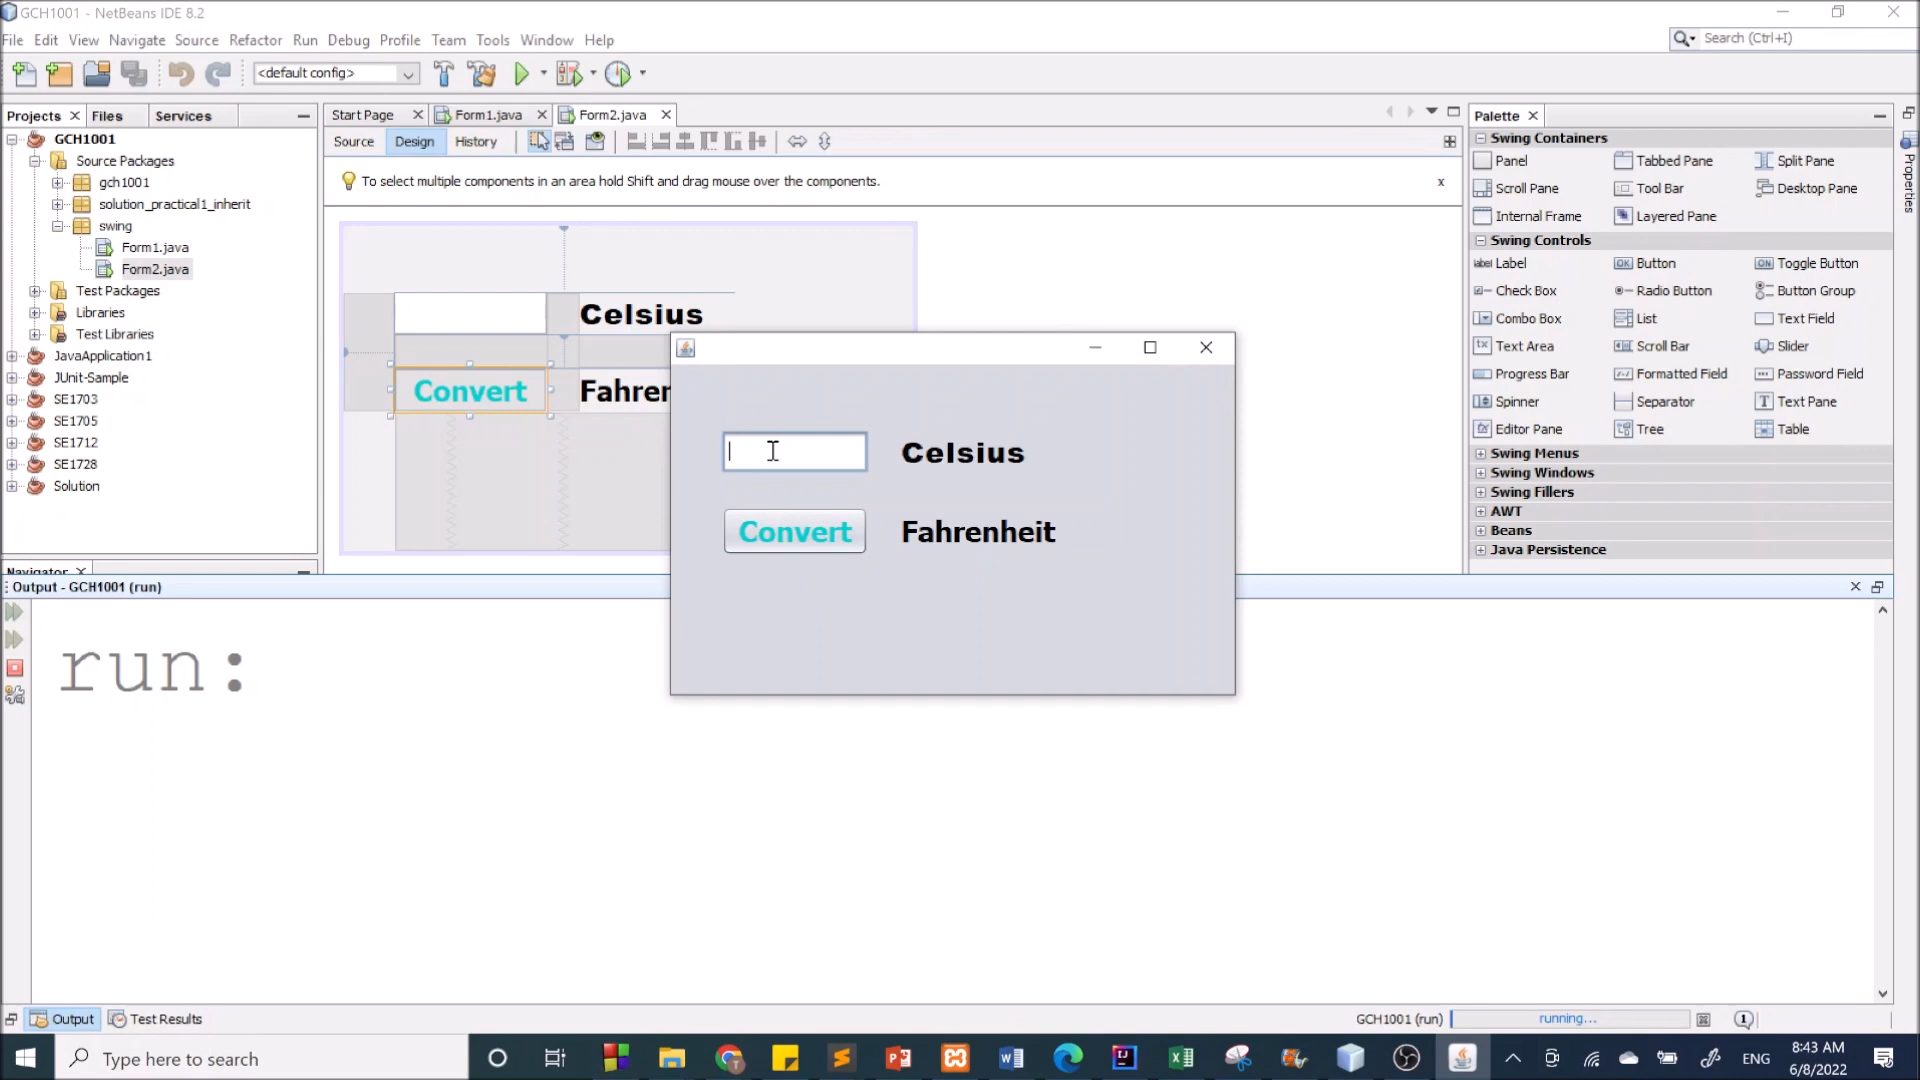 GCH1001 - NetBeans IDE 8.2
File Edit View Navigate Source Refactor Run Debug Profile Team Tools Window Help
Search (Ctrl+I)
<default config>
Projects Files Services
Start Page Form1.java Form2.java
Palette
GCH1001
Source Packages
gch1001
solution_practical1_inherit
swing
Form1.java
Form2.java
Test Packages
Libraries
Test Libraries
JavaApplication1
JUnit-Sample
SE1703
SE1705
SE1712
SE1728
Solution
Navigator
Source Design History
To select multiple components in an area hold Shift and drag mouse over the components.
x
Celsius
Convert Fahren
Celsius
Convert Fahrenheit
Swing Containers
Panel Tabbed Pane Split Pane
Scroll Pane Tool Bar Desktop Pane
Internal Frame Layered Pane
Swing Controls
label Label OK Button ON Toggle Button
Check Box Radio Button Button Group
Combo Box List Text Field
Text Area Scroll Bar Slider
Progress Bar Formatted Field Password Field
Spinner Separator Text Pane
Editor Pane Tree Table
Swing Menus
Swing Windows
Swing Fillers
AWT
Beans
Java Persistence
Properties
Output - GCH1001 (run)
run:
Output Test Results
GCH1001 (run) running...
1
Type here to search
ENG
8:43 AM
6/8/2022